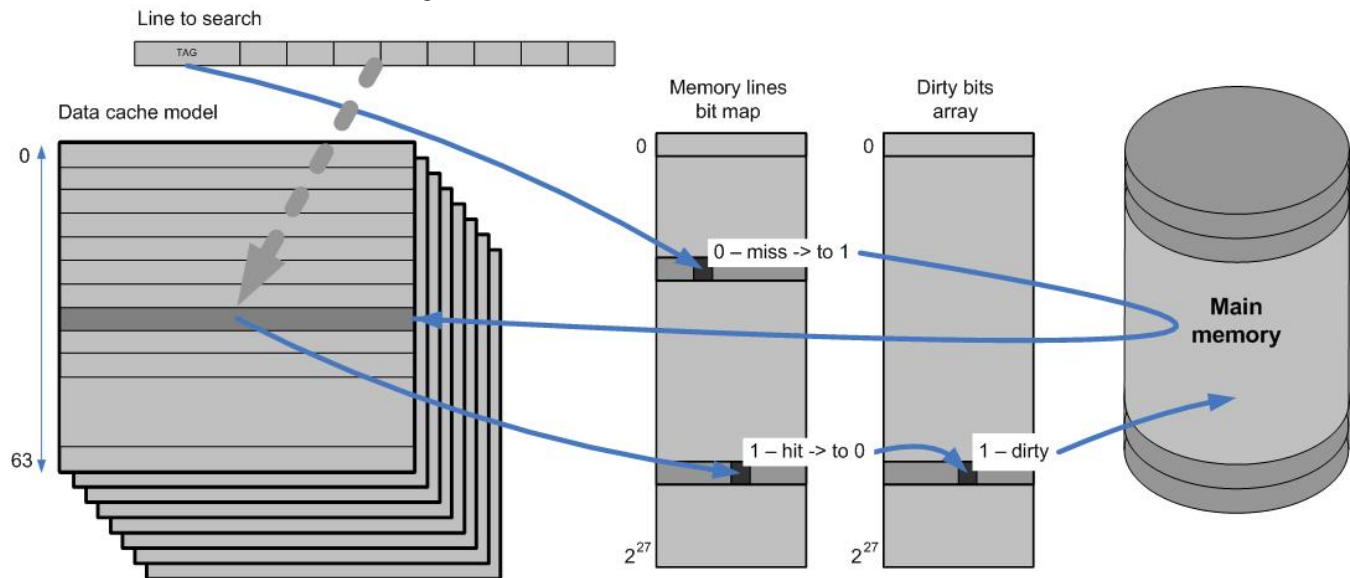 Line to search
TAG
Data cache model
0
63
Memory lines
bit map
0
2^27
Dirty bits
array
0
2^27
0 – miss -> to 1
1 – hit -> to 0
1 – dirty
Main
memory